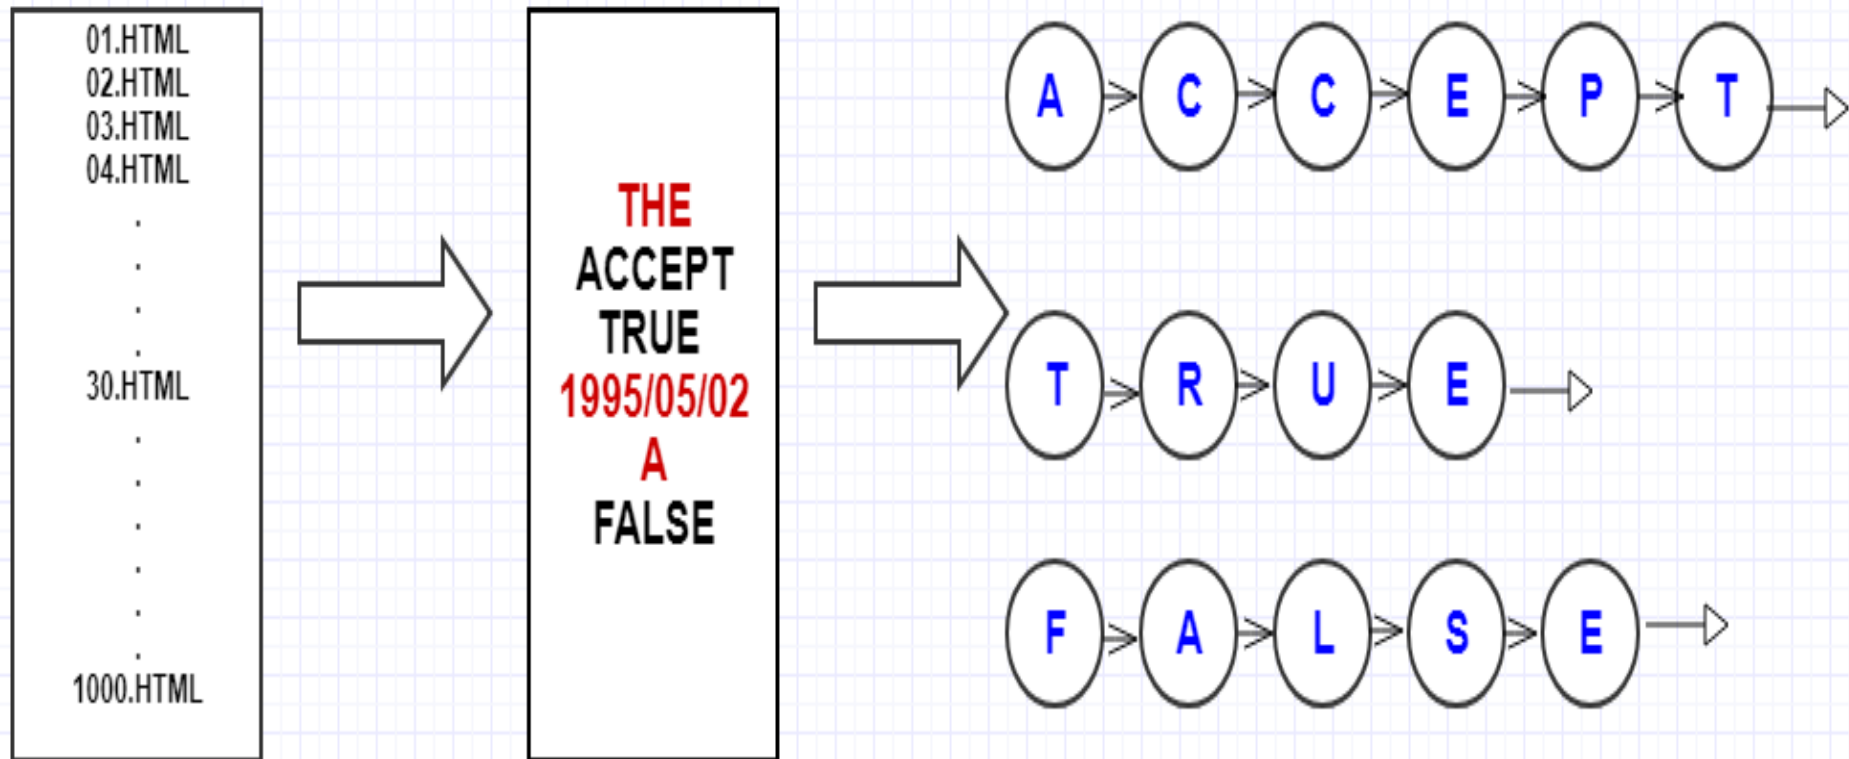 01.HTML
02.HTML
03.HTML
04.HTML
.
.
.
.
30.HTML
.
.
.
.
.
.
1000.HTML
THE
ACCEPT
TRUE
1995/05/02
A
FALSE
A C C E P T
T R U E
F A L S E